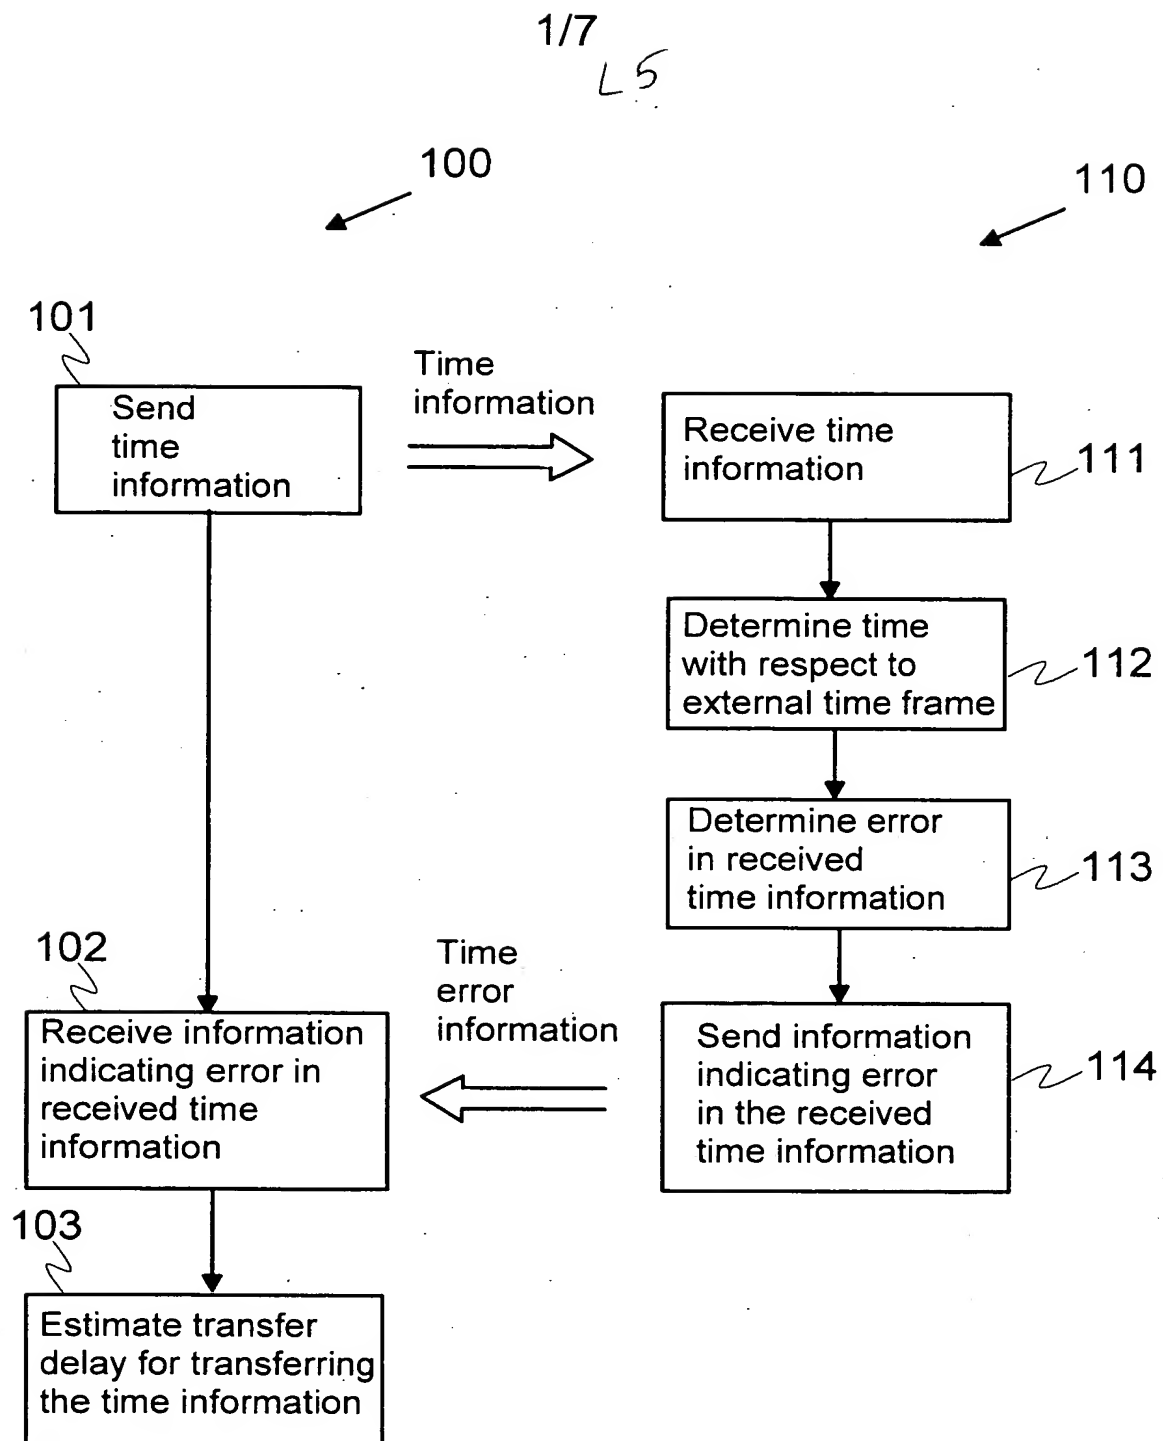 1/7
L5
100
110
101
Send
time
information
Time
information
Receive time
information
111
Determine time
with respect to
external time frame
112
Determine error
in received
time information
113
102
Receive information
indicating error in
received time
information
Time
error
information
Send information
indicating error
in the received
time information
114
103
Estimate transfer
delay for transferring
the time information